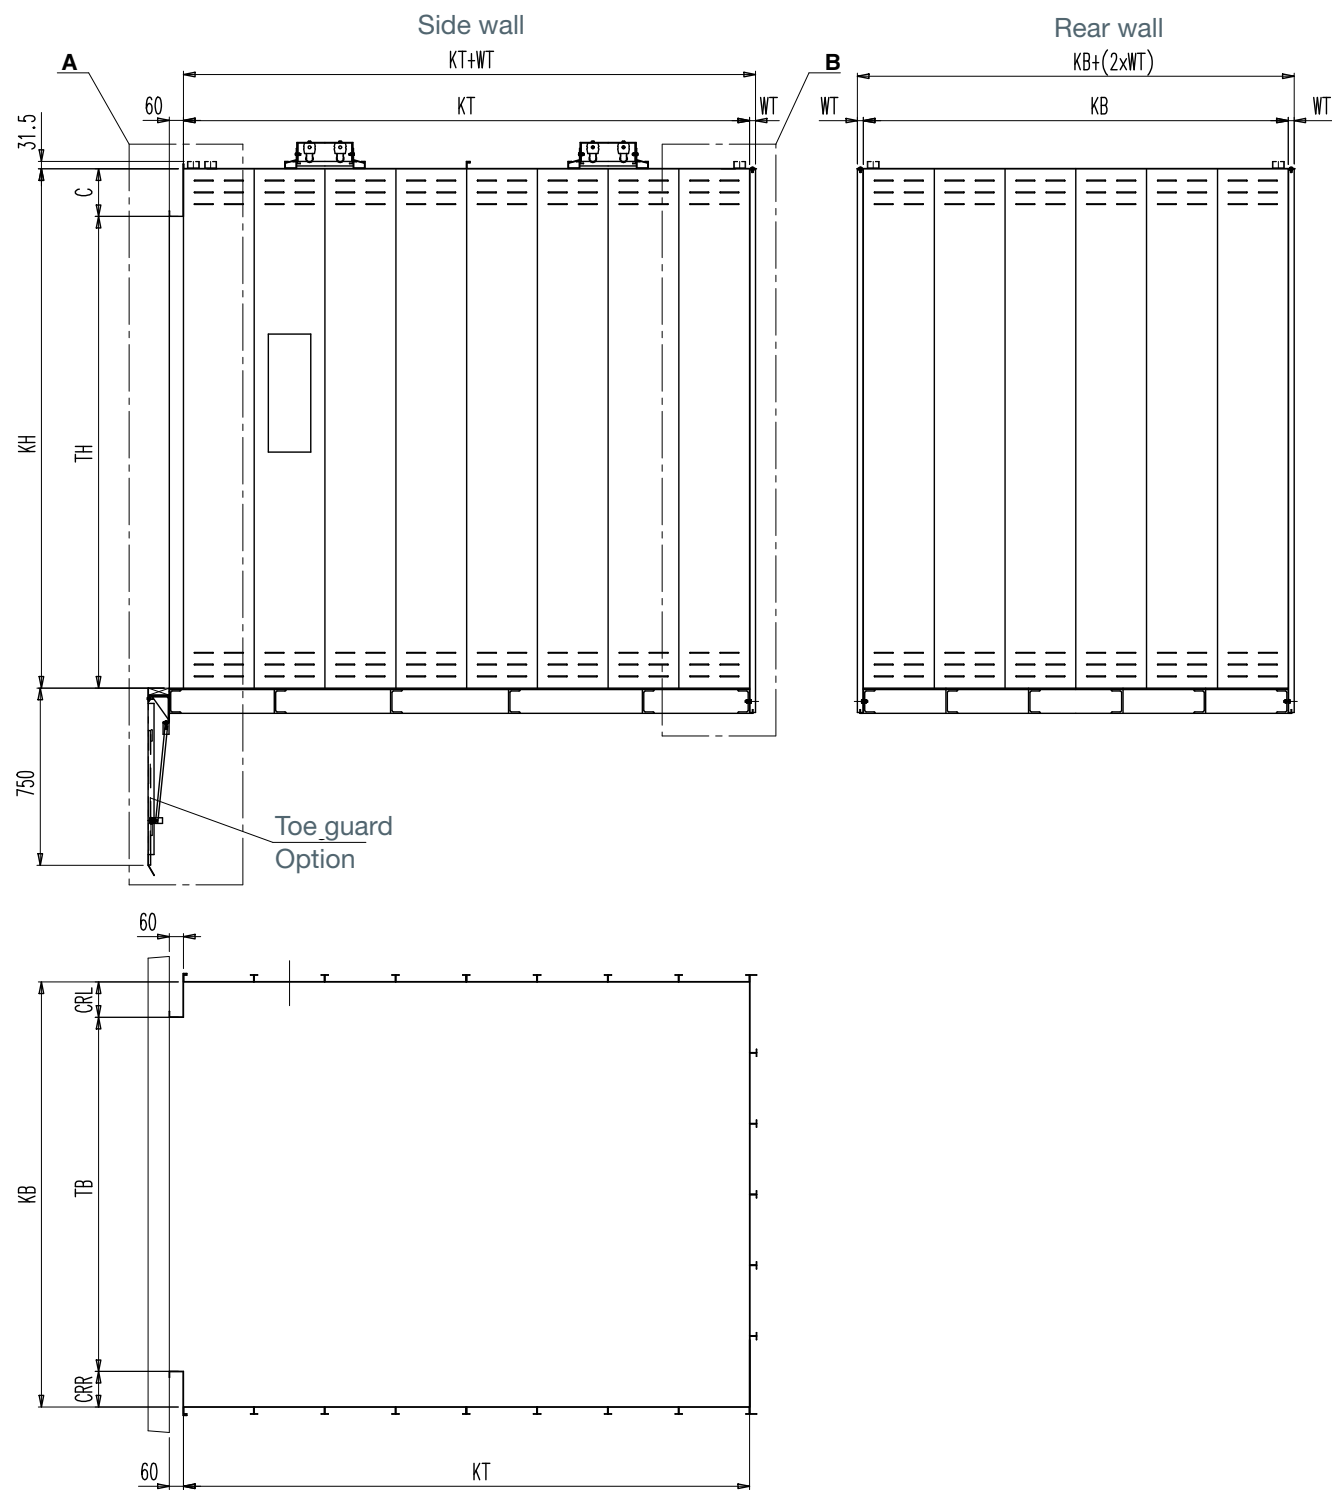 Side wall
Rear wall
A
KT+WT
B
KB+(2xWT)
60
KT
WT
WT
KB
WT
31.5
C
KH
TH
750
Toe guard
Option
60
CRL
KB
TB
CRR
60
KT